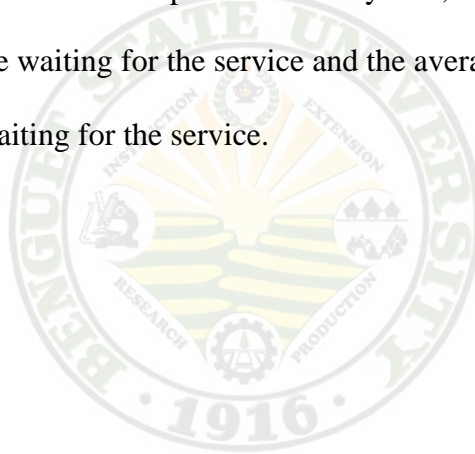 e waiting for the service and the avera
aiting for the service.
BENGUET STATE UNIVERSITY
INSTRUCTION
EXTENSION
RESEARCH
PRODUCTION
1916